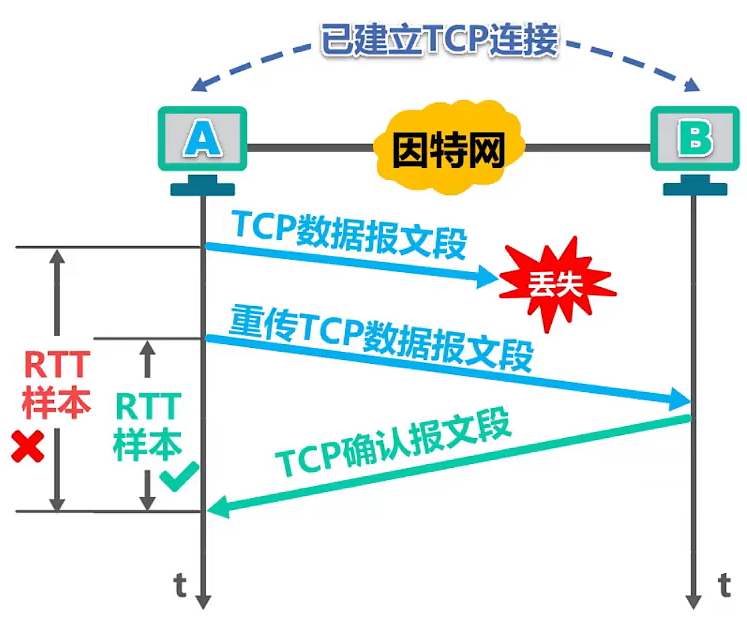 已建立TCP连接
A
因特网
B
TCP数据报文段
丢失
重传TCP数据报文段
RTT
样本
RTT
样本
TCP确认报文段
t
t